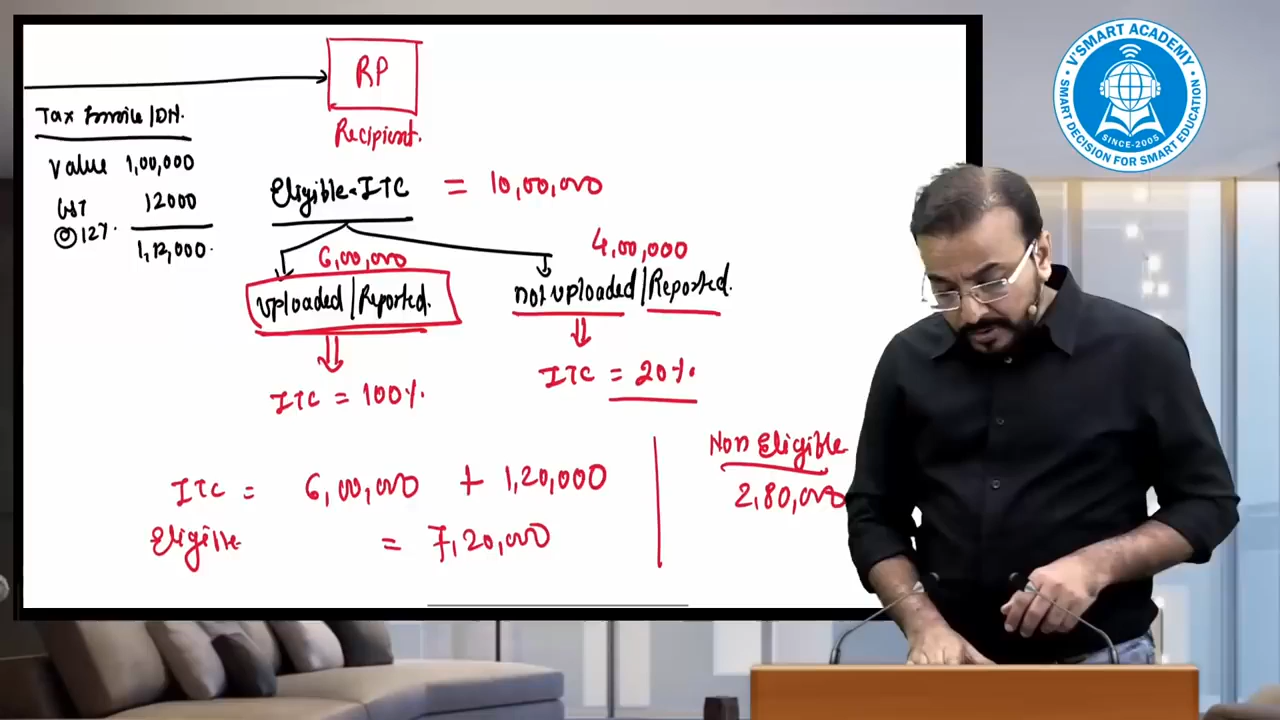 RP
Recipient.
Tax Invoice/DN.
Value 1,00,000
GST 12000
@ 12%.
1,12,000.
Eligible ITC = 10,00,000
6,00,000
4,00,000
Uploaded/Reported.
not uploaded/Reported.
ITC = 100%.
ITC = 20%.
ITC = 6,00,000 + 1,20,000
Eligible = 7,20,000
Non Eligible
2,80,000
V'SMART ACADEMY
SINCE-2005
SMART DECISION FOR SMART EDUCATION